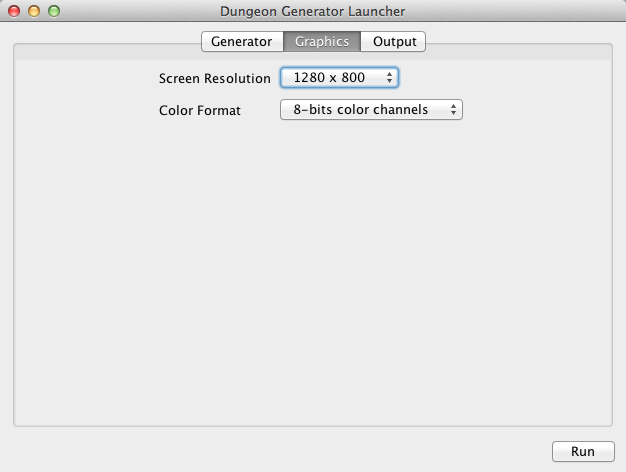 Dungeon Generator Launcher
Generator Graphics Output
Screen Resolution 1280 x 800
Color Format 8-bits color channels
Run